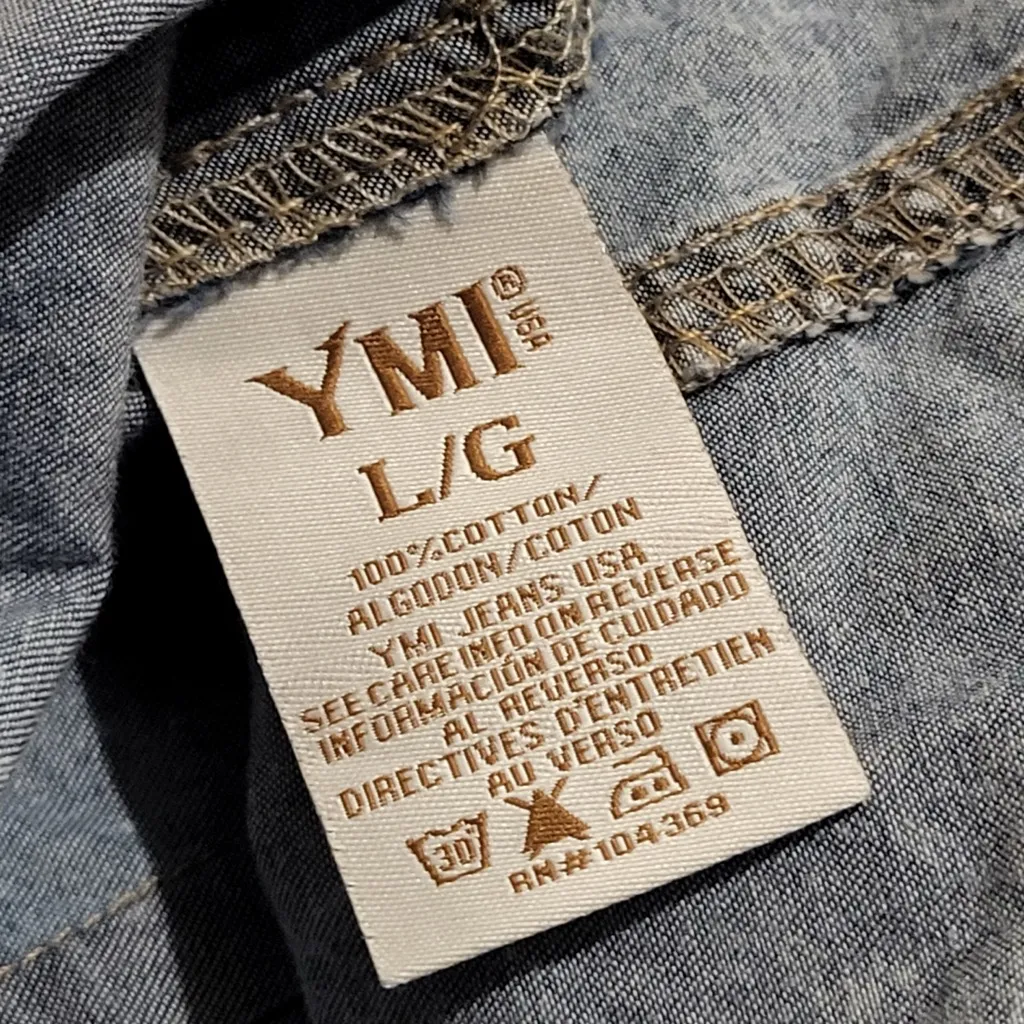 YMI® USA
L/G
100%COTTON/
ALGODON/COTON
YMI JEANS USA
SEE CARE INFO ON REVERSE
INFORMACIÓN DE CUIDADO
AL REVERSO
DIRECTIVES D'ENTRETIEN
AU VERSO
30
RN#104369